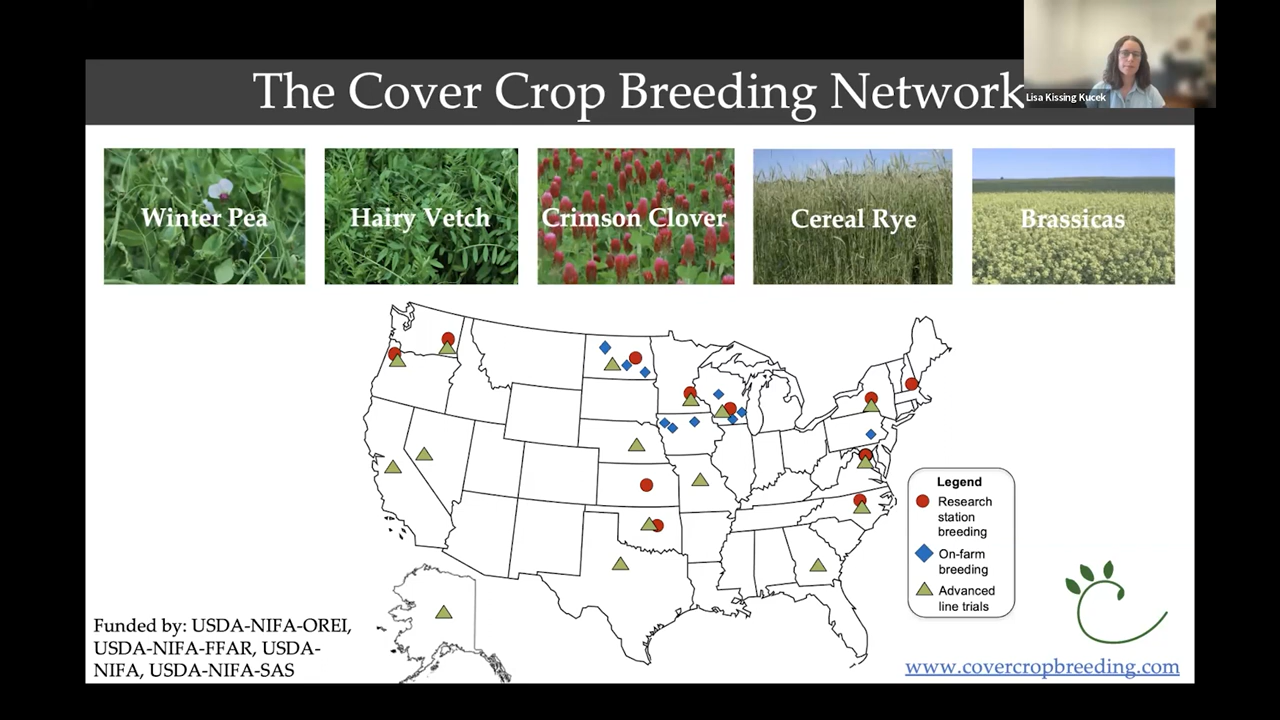 The Cover Crop Breeding Network
Lisa Kissing Kucek
Winter Pea
Hairy Vetch
Crimson Clover
Cereal Rye
Brassicas
Legend
Research
station
breeding
On-farm
breeding
Advanced
line trials
Funded by: USDA-NIFA-OREI,
USDA-NIFA-FFAR, USDA-
NIFA, USDA-NIFA-SAS
www.covercropbreeding.com